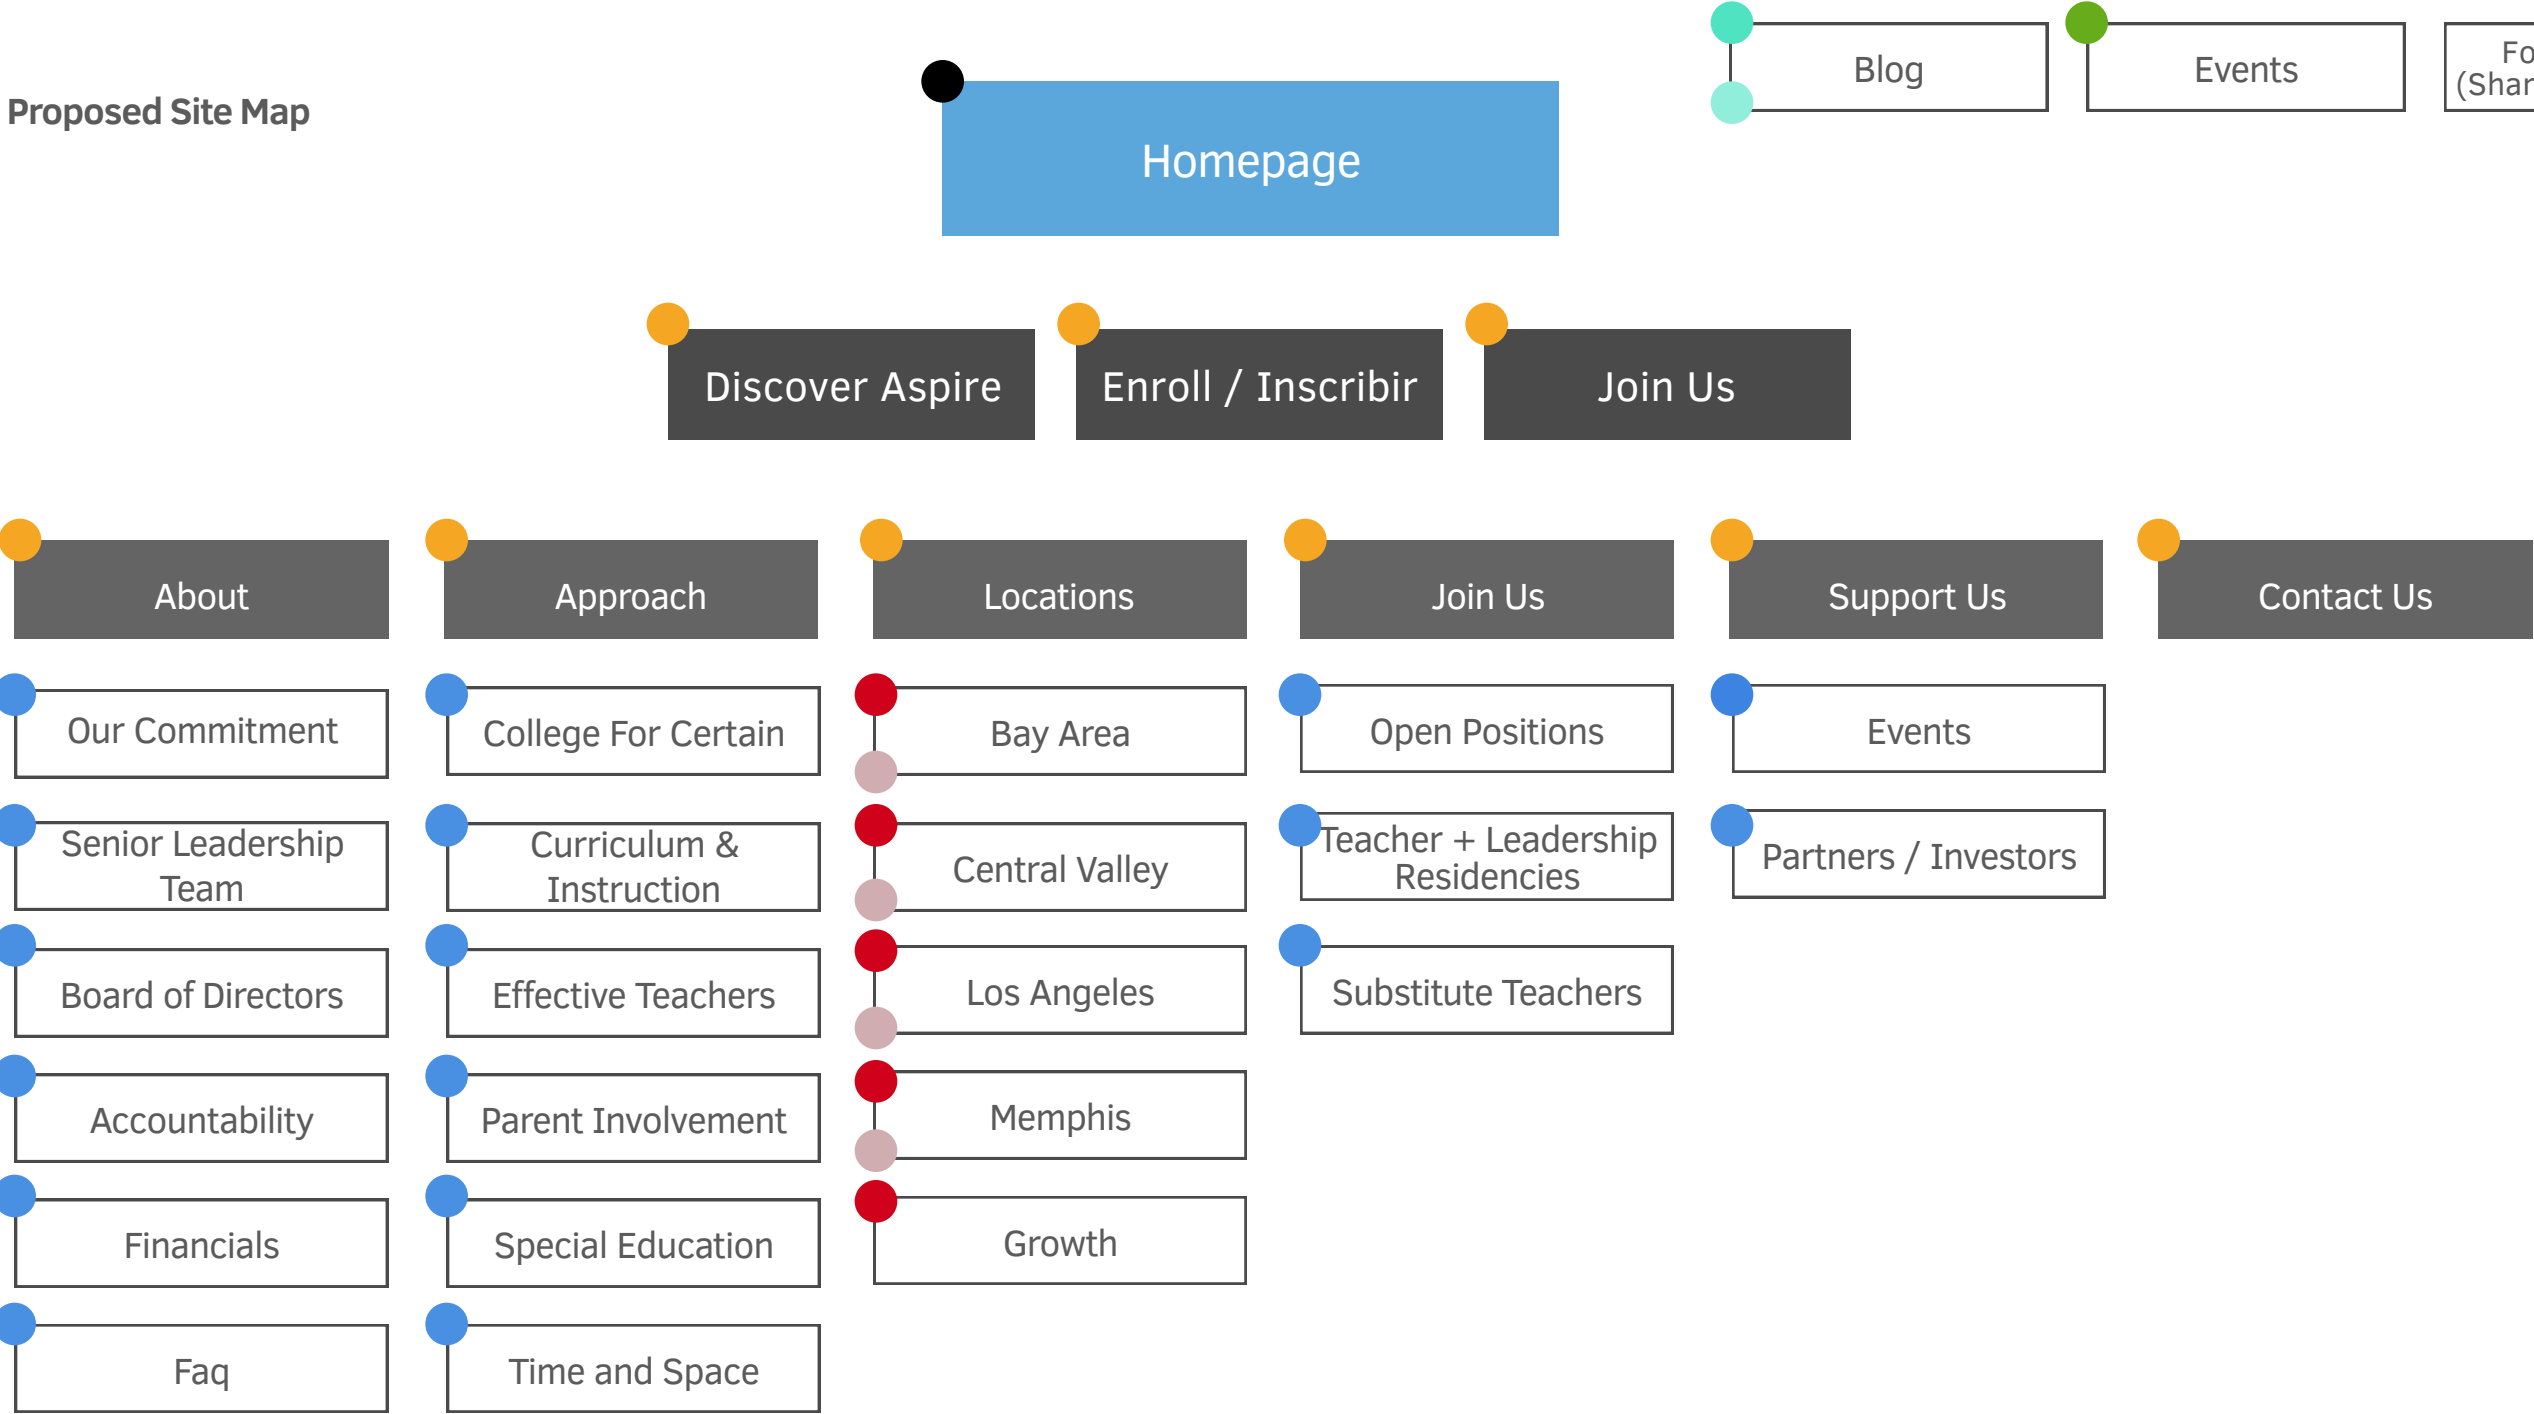 Blog
Events
Proposed Site Map
Homepage
Discover Aspire
Enroll / Inscribir
Join Us
About
Approach
Locations
Join Us
Support Us
Contact Us
Our Commitment
Senior Leadership
Team
Board of Directors
Accountability
Financials
Faq
College For Certain
Curriculum &
Instruction
Effective Teachers
Parent Involvement
Special Education
Time and Space
Bay Area
Central Valley
Los Angeles
Memphis
Growth
Open Positions
Teacher + Leadership
Residencies
Substitute Teachers
Events
Partners / Investors